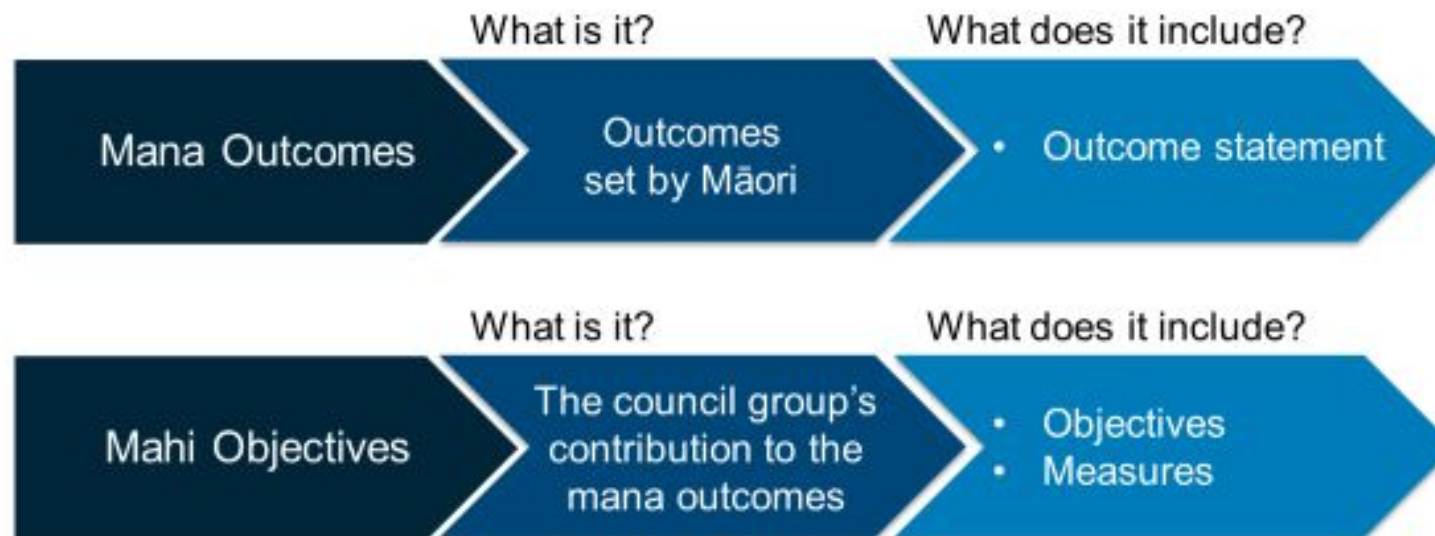 What is it?
What does it include?
Mana Outcomes
Outcomes
set by Māori
• Outcome statement
What is it?
What does it include?
Mahi Objectives
The council group's
contribution to the
mana outcomes
• Objectives
• Measures